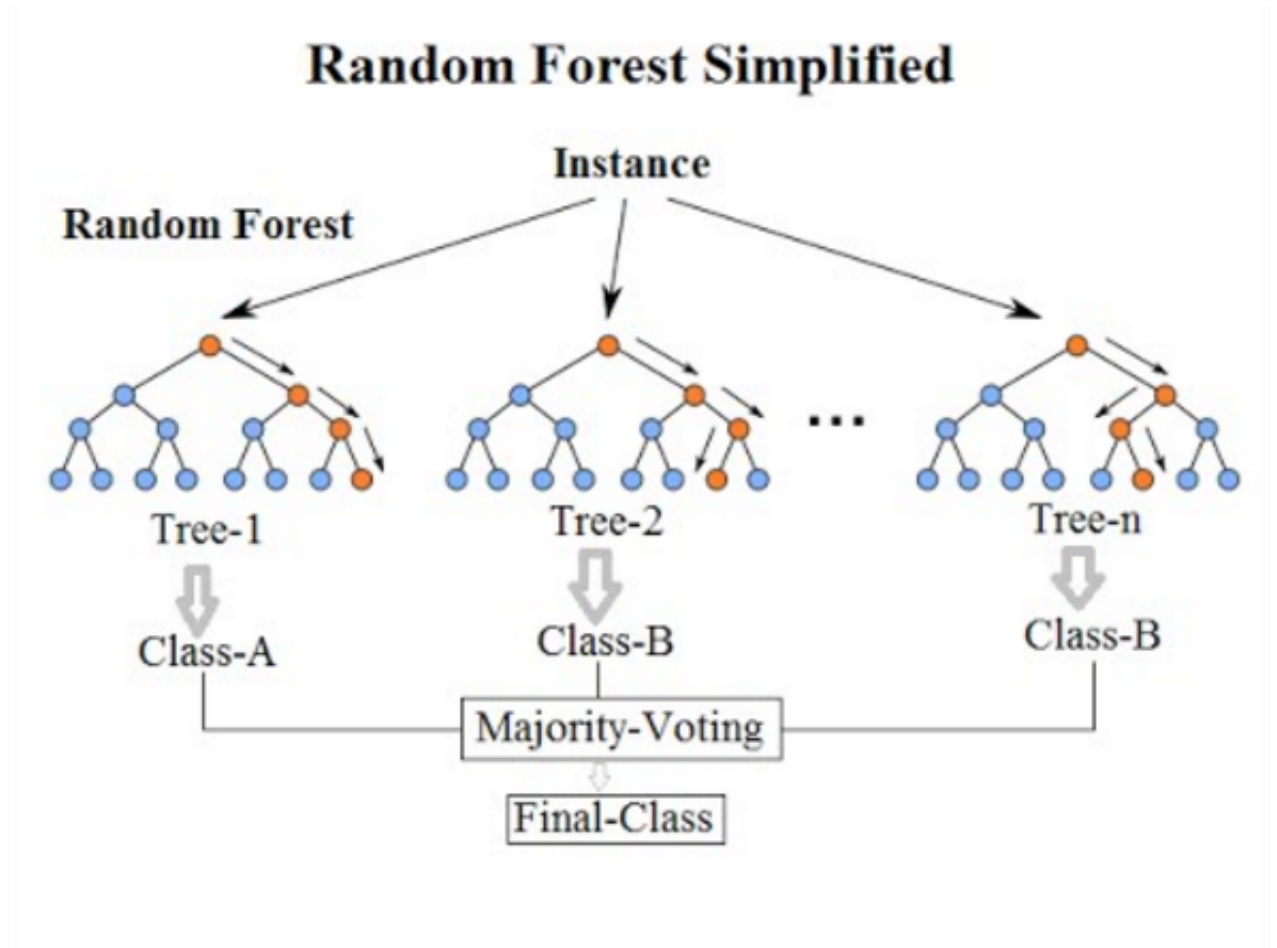 Random Forest Simplified
Instance
Random Forest
...
Tree-1
Tree-2
Tree-n
Class-A
Class-B
Class-B
Majority-Voting
Final-Class